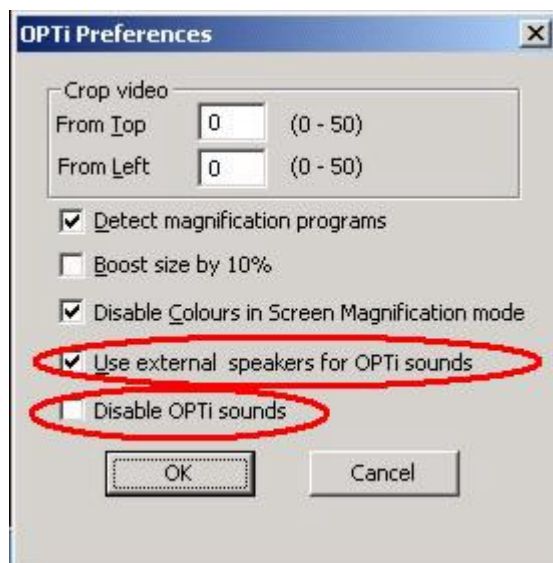 OPTi Preferences
Crop video
From Top 0 (0 - 50)
From Left 0 (0 - 50)
Detect magnification programs
Boost size by 10%
Disable Colours in Screen Magnification mode
Use external speakers for OPTi sounds
Disable OPTi sounds
OK Cancel